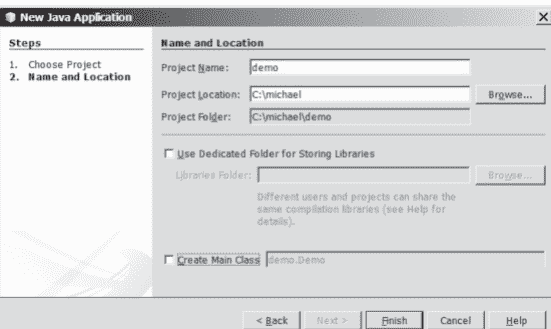 New Java Application
Steps
1. Choose Project
2. Name and Location
Name and Location
Project Name: demo
Project Location: C:\michael Browse...
Project Folder: C:\michael\demo
Use Dedicated Folder for Storing Libraries
Libraries Folder: Browse...
Different users and projects can share the
same compilation libraries (see Help for
details).
Create Main Class demo.Demo
< Back Next > Finish Cancel Help